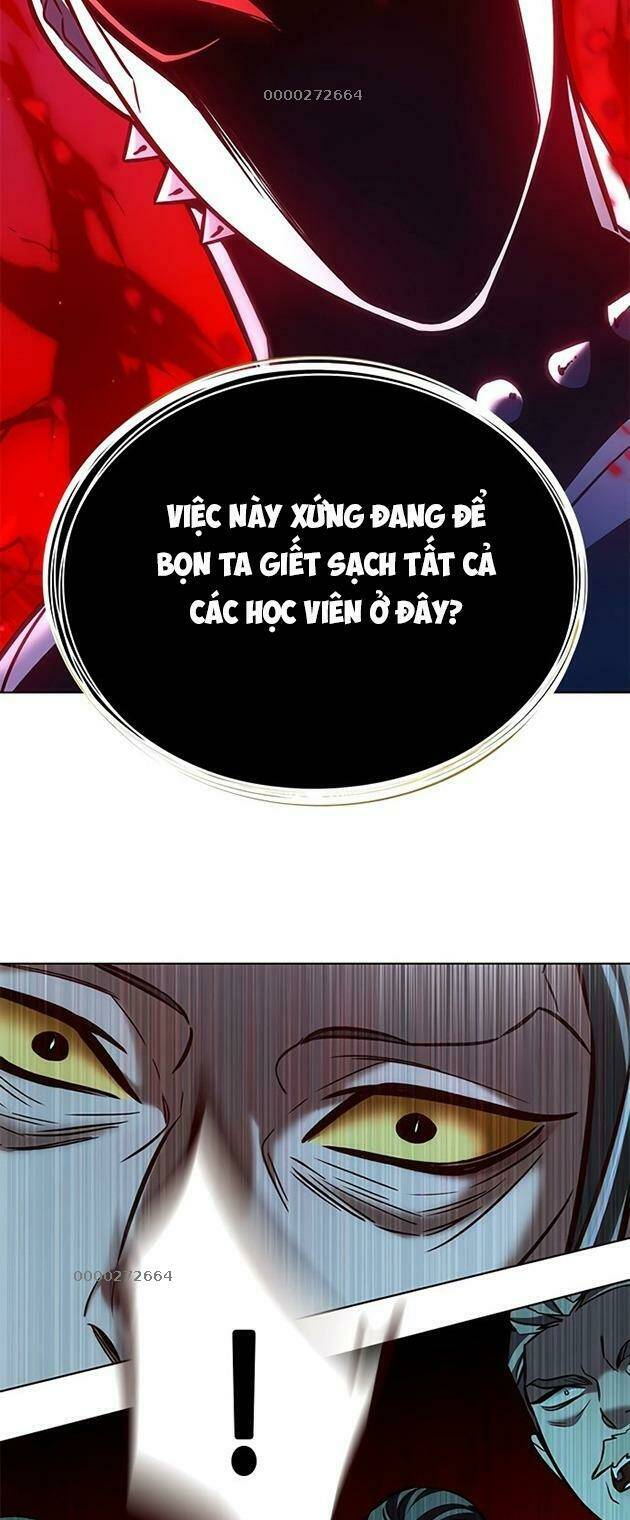 0000272664
VIỆC NÀY XỨNG ĐANG ĐỂ
BỌN TA GIẾT SẠCH TẤT CẢ
CÁC HỌC VIÊN Ở ĐÂY?
0000272664
!